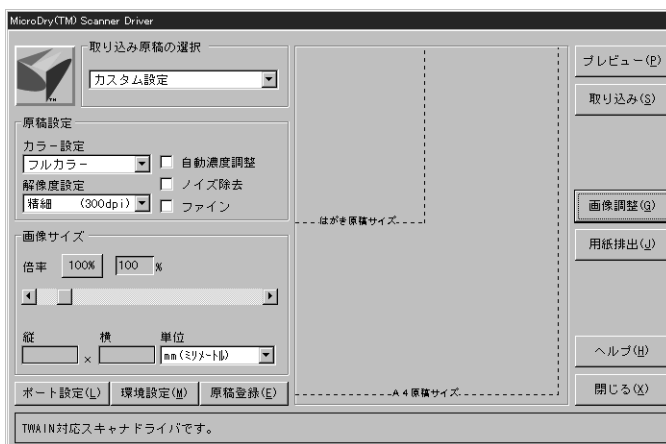 MicroDry(TM) Scanner Driver
取り込み原稿の選択
カスタム設定
TM
原稿設定
カラー設定
フルカラー
自動濃度調整
解像度設定
ノイズ除去
精細 (300dpi)
ファイン
画像サイズ
倍率 100% 100 %
縦 横 単位
× mm(ミリメートル)
ポート設定(L) 環境設定(M) 原稿登録(E)
はがき原稿サイズ
A4原稿サイズ
プレビュー(P)
取り込み(S)
画像調整(G)
用紙排出(J)
ヘルプ(H)
閉じる(X)
TWAIN対応スキャナドライバです。